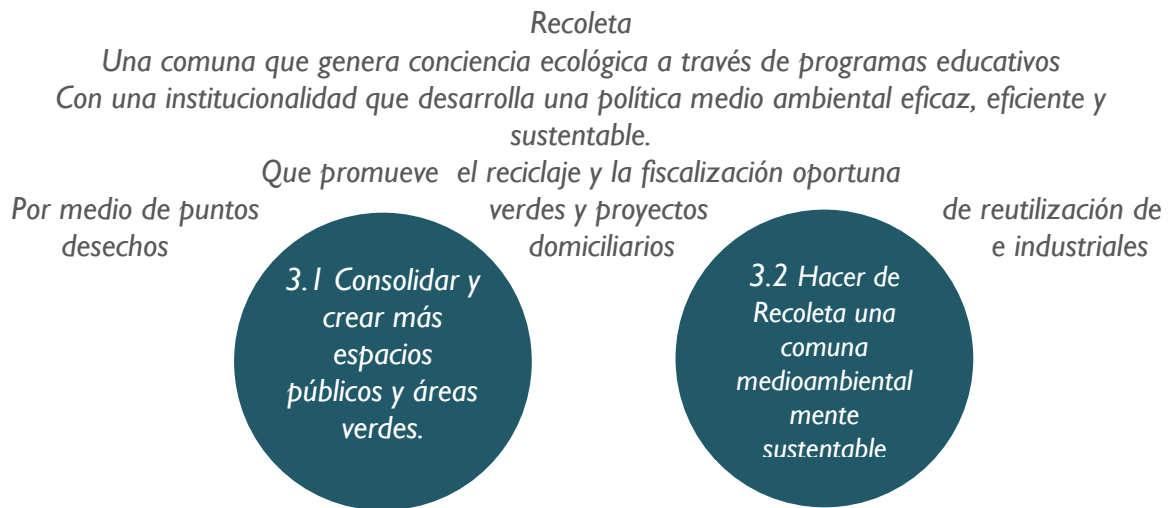 Recoleta
Una comuna que genera conciencia ecológica a través de programas educativos
Con una institucionalidad que desarrolla una política medio ambiental eficaz, eficiente y
sustentable.
Que promueve el reciclaje y la fiscalización oportuna
Por medio de puntos verdes y proyectos de reutilización de
desechos domiciliarios e industriales
3.1 Consolidar y
crear más
espacios
públicos y áreas
verdes.
3.2 Hacer de
Recoleta una
comuna
medioambiental
mente
sustentable